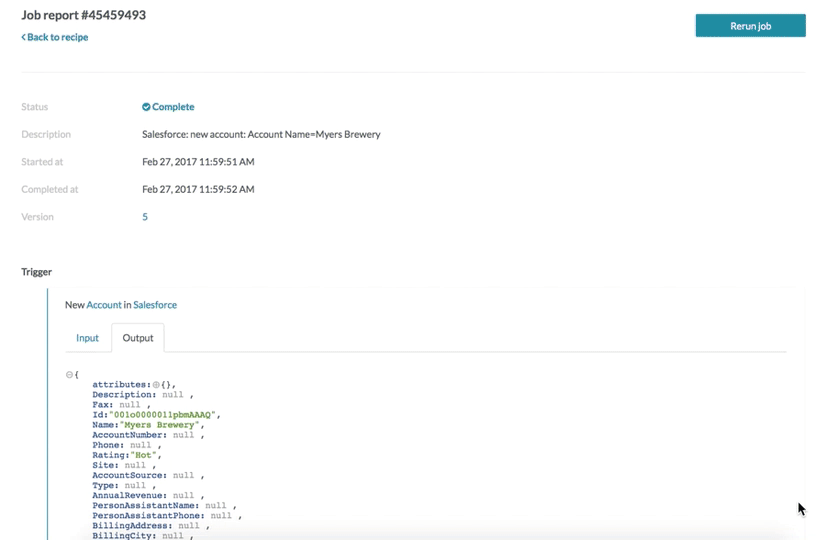 Job report #45459493
Rerun job
Back to recipe
Status Complete
Description Salesforce: new account: Account Name=Myers Brewery
Started at Feb 27, 2017 11:59:51 AM
Completed at Feb 27, 2017 11:59:52 AM
Version 5
Trigger
New Account in Salesforce
Input Output
{
attributes: {},
Description: null ,
Fax: null ,
Id:"001o0000011pbmAAAQ",
Name:"Myers Brewery",
AccountNumber: null ,
Phone: null ,
Rating:"Hot",
Site: null ,
AccountSource: null ,
Type: null ,
AnnualRevenue: null ,
PersonAssistantName: null ,
PersonAssistantPhone: null ,
BillingAddress: null ,
BillingCity: null ,